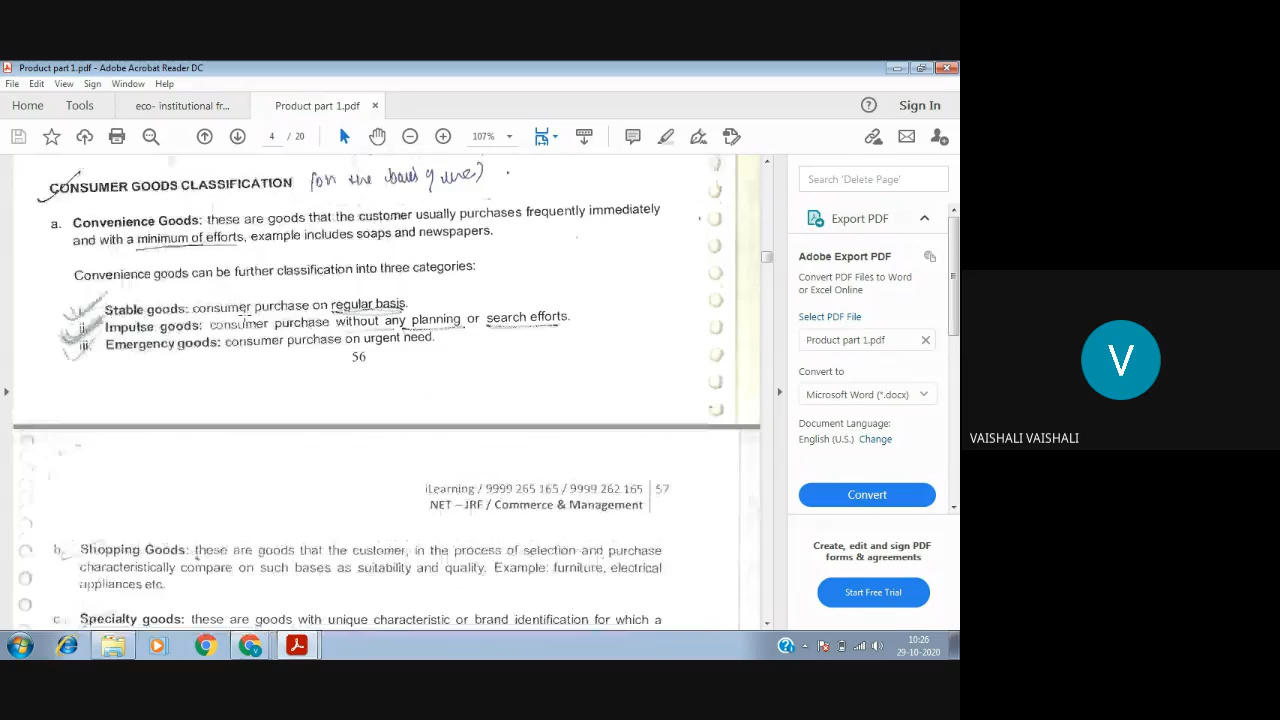 Product part 1.pdf - Adobe Acrobat Reader DC
File Edit View Sign Window Help
Home Tools eco- institutional fr... Product part 1.pdf × Sign In
4 / 20 107%
CONSUMER GOODS CLASSIFICATION (on the basis of use)
a. Convenience Goods: these are goods that the customer usually purchases frequently immediately
and with a minimum of efforts, example includes soaps and newspapers.
Convenience goods can be further classification into three categories:
Stable goods: consumer purchase on regular basis.
ii. Impulse goods: consumer purchase without any planning or search efforts.
iii. Emergency goods: consumer purchase on urgent need.
56
iLearning / 9999 265 165 / 9999 262 165 57
NET – JRF / Commerce & Management
b. Shopping Goods: these are goods that the customer, in the process of selection and purchase
characteristically compare on such bases as suitability and quality. Example: furniture, electrical
appliances etc.
c. Specialty goods: these are goods with unique characteristic or brand identification for which a
Search 'Delete Page'
Export PDF
Adobe Export PDF
Convert PDF Files to Word
or Excel Online
Select PDF File
Product part 1.pdf
Convert to
Microsoft Word (*.docx)
Document Language:
English (U.S.) Change
Convert
Create, edit and sign PDF
forms & agreements
Start Free Trial
10:26
29-10-2020
V
VAISHALI VAISHALI